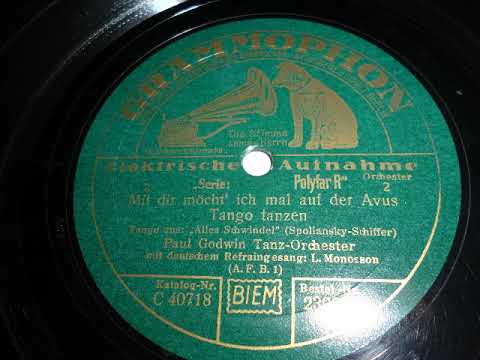 GRAMMOPHON
Die Stimme
seines Herrn
Elektrische Aufnahme
2 „Serie: Polyfar R“ Orchester 2
Mit dir möcht' ich mal auf der Avus
Tango tanzen
Tango aus: „Alles Schwindel“ (Spoliansky-Schiffer)
Paul Godwin Tanz-Orchester
mit deutschem Refraingesang: L. Monosson
(A. F. B. 1)
Katalog-Nr.
C 40718
BIEM